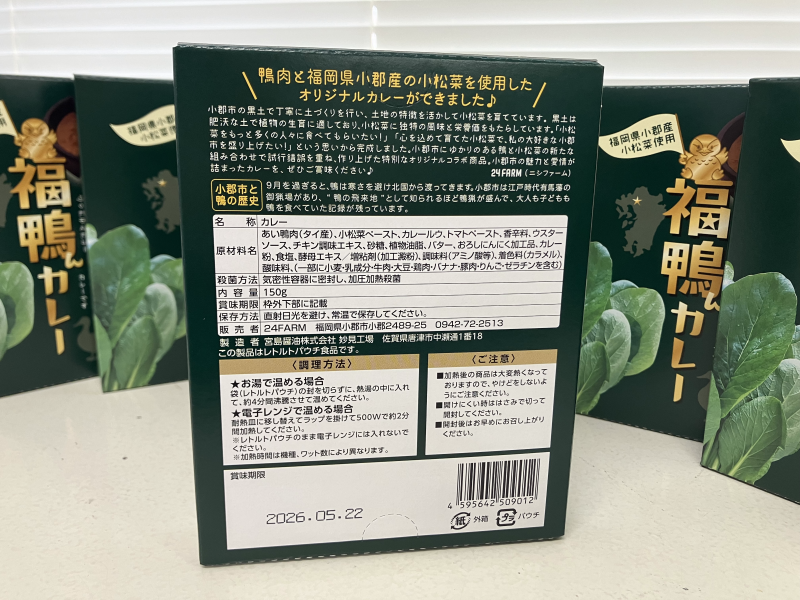 鴨肉と福岡県小郡産の小松菜を使用した
オリジナルカレーができました♪
小郡市の黒土で丁寧に土づくりを行い、土地の特徴を活かして小松菜を育てています。黒土は
肥沃な土で植物の生育に適しており、小松菜に独特の風味と栄養価をもたらしています。「小松
菜をもっと多くの人々に食べてもらいたい!」「心を込めて育てた小松菜で、私の大好きな小郡
市を盛り上げたい!」という思いから完成しました。小郡市にゆかりのある鴨と小松菜の新たな
組み合わせで試行錯誤を重ね、作り上げた特別なオリジナルコラボ商品。小郡市の魅力と愛情が
詰まったカレーを、ぜひご賞味ください♪
24FARM(ニシファーム)
小郡市と
鴨の歴史
9月を過ぎると、鴨は寒さを避け北国から渡ってきます。小郡市は江戸時代有馬藩の
御猟場があり、"鴨の飛来地"として知られるほど鴨猟が盛んで、大人も子どもも
鴨を食べていた記録が残っています。
名 称 カレー
原材料名 あい鴨肉(タイ産)、小松菜ペースト、カレールウ、トマトペースト、香辛料、ウスター
ソース、チキン調味エキス、砂糖、植物油脂、バター、おろしにんにく加工品、カレー
粉、食塩、酵母エキス/増粘剤(加工澱粉)、調味料(アミノ酸等)、着色料(カラメル)、
酸味料、(一部に小麦・乳成分・牛肉・大豆・鶏肉・バナナ・豚肉・りんご・ゼラチンを含む)
殺菌方法 気密性容器に密封し、加圧加熱殺菌
内 容 量 150g
賞味期限 枠外下部に記載
保存方法 直射日光を避け、常温で保存してください。
販 売 者 24FARM 福岡県小郡市小郡2489-25 0942-72-2513
製 造 者 宮島醤油株式会社 妙見工場 佐賀県唐津市中瀬通1番18
この製品はレトルトパウチ食品です。
〈調理方法〉
★お湯で温める場合
袋(レトルトパウチ)の封を切らずに、熱湯の中に入れ
て、約4分間沸騰させて温めてください。
★電子レンジで温める場合
耐熱皿に移し替えてラップを掛けて500Wで約2分
間加熱してください。
※レトルトパウチのまま電子レンジには入れないで
ください。
※加熱時間は機種、ワット数により異なります。
〈ご注意〉
■加熱後の商品は大変熱くなって
おりますので、やけどをしないよ
うにご注意ください。
■開けにくい時ははさみで切って
開封してください。
■開封後はお早めにお召し上がり
ください。
賞味期限
2026.05.22
4 595642 509012
紙 外箱 プラ パウチ
福岡県小郡産
小松菜使用
福鴨んカレー
福岡県小郡産
小松菜使用
福鴨んカレー